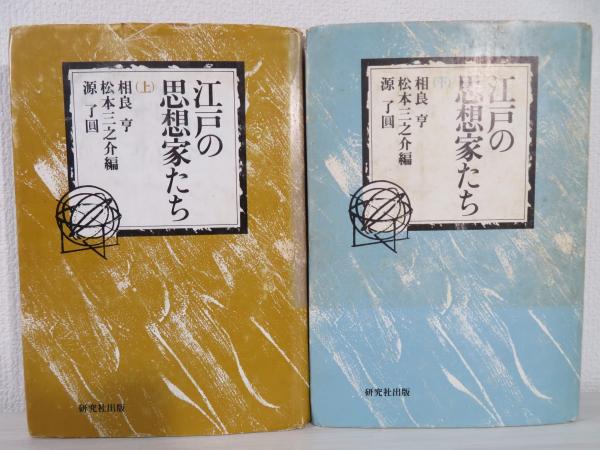 江戸の
思想家たち
(上)
相良 亨
松本三之介編
源 了圓
研究社出版
江戸の
思想家たち
(下)
相良 亨
松本三之介編
源 了圓
研究社出版